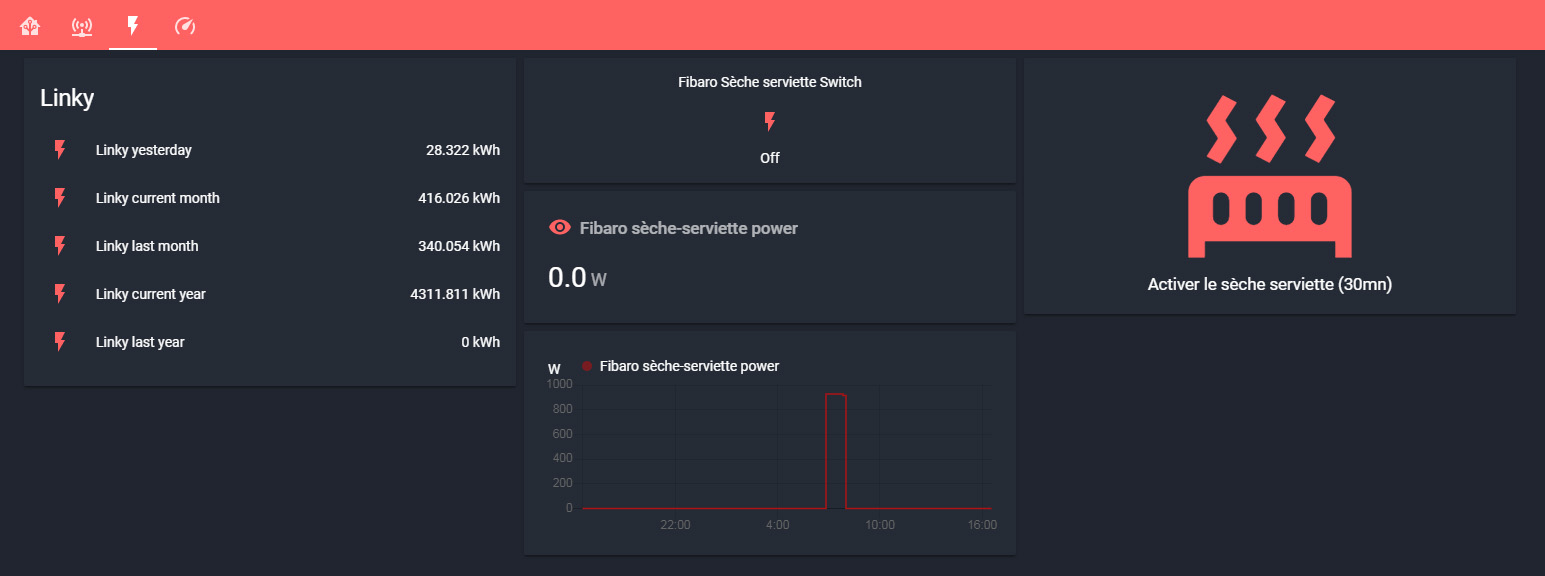 Linky
Linky yesterday 28.322 kWh
Linky current month 416.026 kWh
Linky last month 340.054 kWh
Linky current year 4311.811 kWh
Linky last year 0 kWh
Fibaro Sèche serviette Switch
Off
Fibaro sèche-serviette power
0.0 W
W Fibaro sèche-serviette power
1000
800
600
400
200
0
22:00 4:00 10:00 16:00
Activer le sèche serviette (30mn)